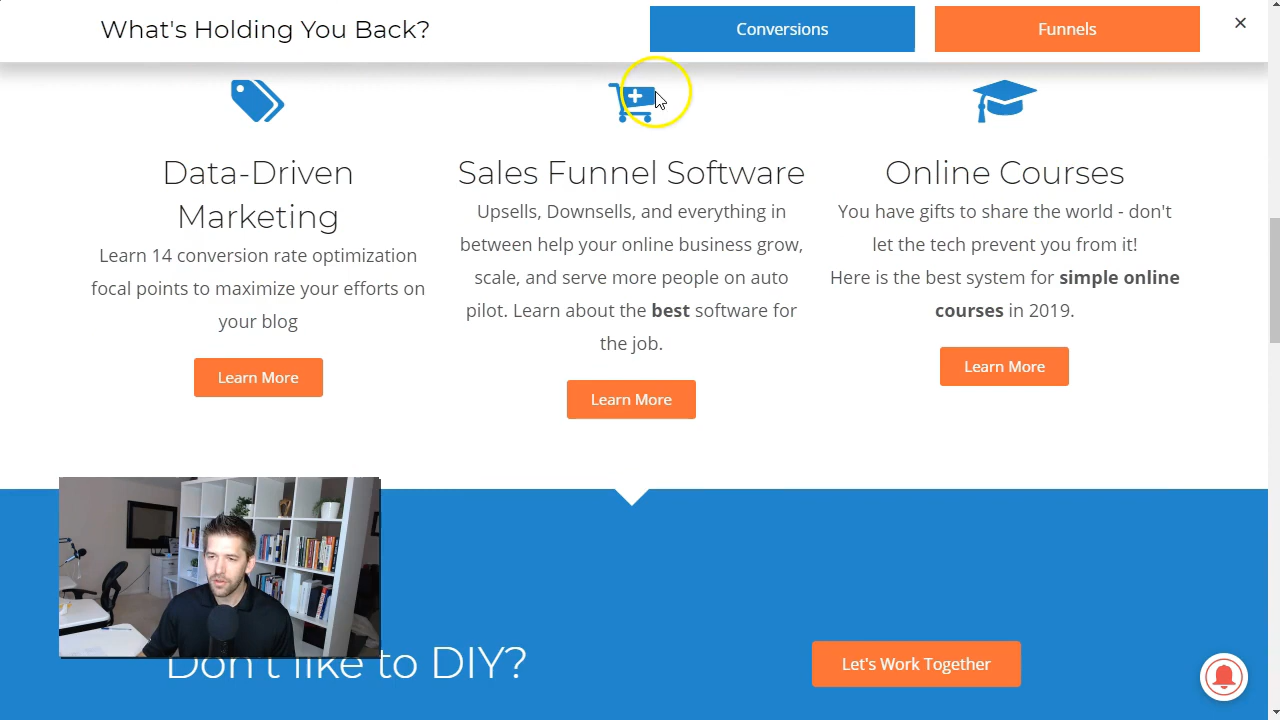 What's Holding You Back?
Conversions
Funnels
Data-Driven
Marketing
Learn 14 conversion rate optimization
focal points to maximize your efforts on
your blog
Learn More
Sales Funnel Software
Upsells, Downsells, and everything in
between help your online business grow,
scale, and serve more people on auto
pilot. Learn about the best software for
the job.
Learn More
Online Courses
You have gifts to share the world - don't
let the tech prevent you from it!
Here is the best system for simple online
courses in 2019.
Learn More
Don't like to DIY?
Let's Work Together